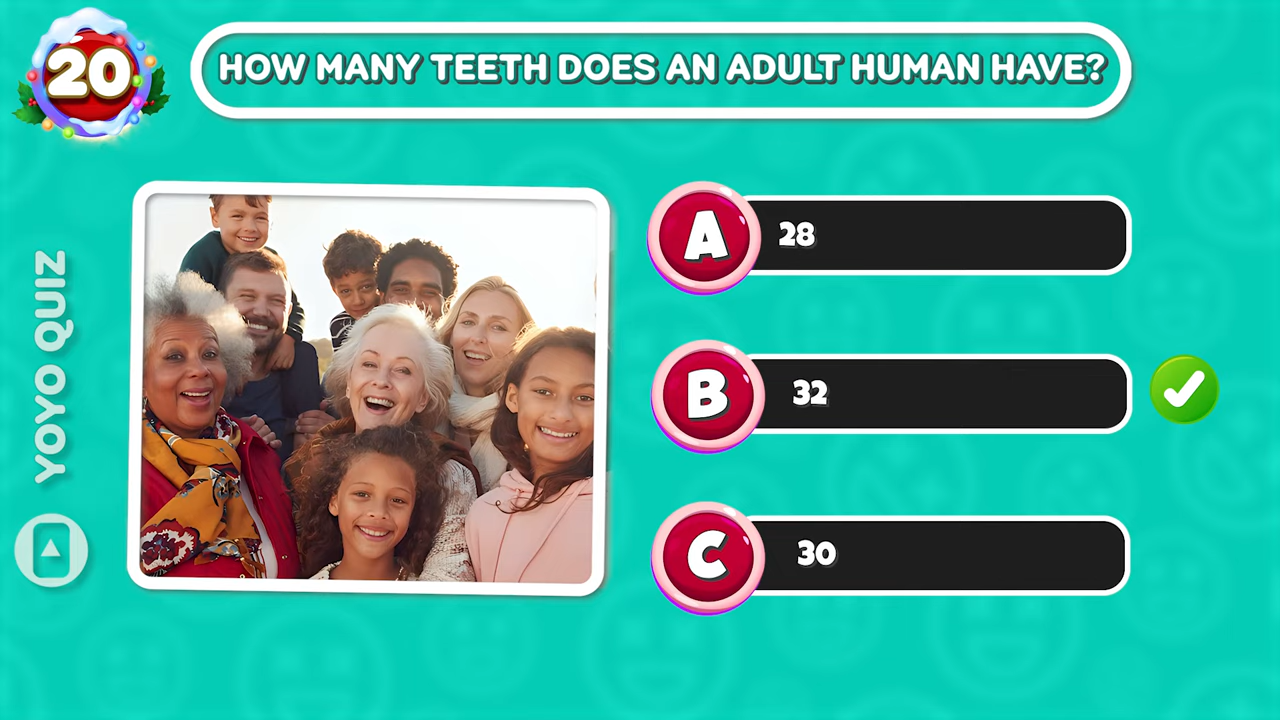 20
HOW MANY TEETH DOES AN ADULT HUMAN HAVE?
YOYO QUIZ
A 28
B 32
C 30